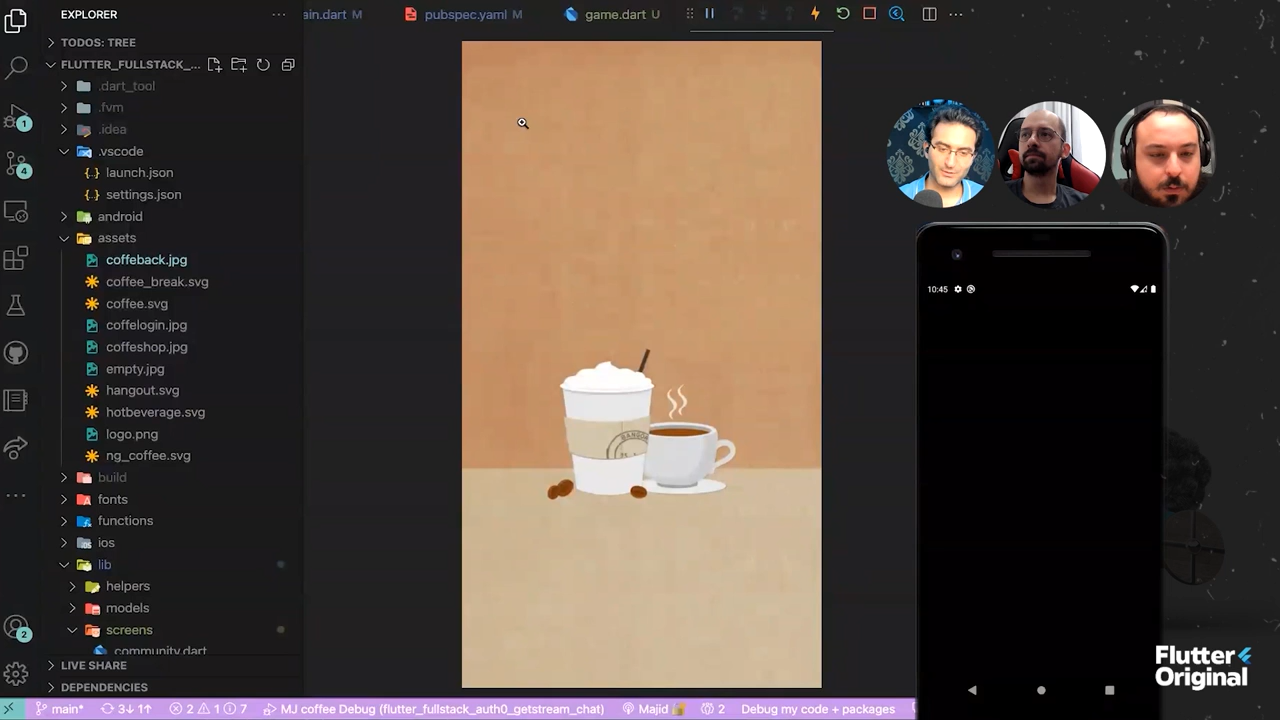 EXPLORER
ain.dart M
pubspec.yaml M
game.dart U
TODOS: TREE
FLUTTER_FULLSTACK_...
.dart_tool
.fvm
.idea
.vscode
launch.json
settings.json
android
assets
coffeback.jpg
coffee_break.svg
coffee.svg
coffelogin.jpg
coffeshop.jpg
empty.jpg
hangout.svg
hotbeverage.svg
logo.png
ng_coffee.svg
build
fonts
functions
ios
lib
helpers
models
screens
community.dart
LIVE SHARE
DEPENDENCIES
1
4
2
10:45
Flutter
Original
main* 3↓ 1↑ 2 1 7 MJ coffee Debug (flutter_fullstack_auth0_getstream_chat) Majid 2 Debug my code + packages